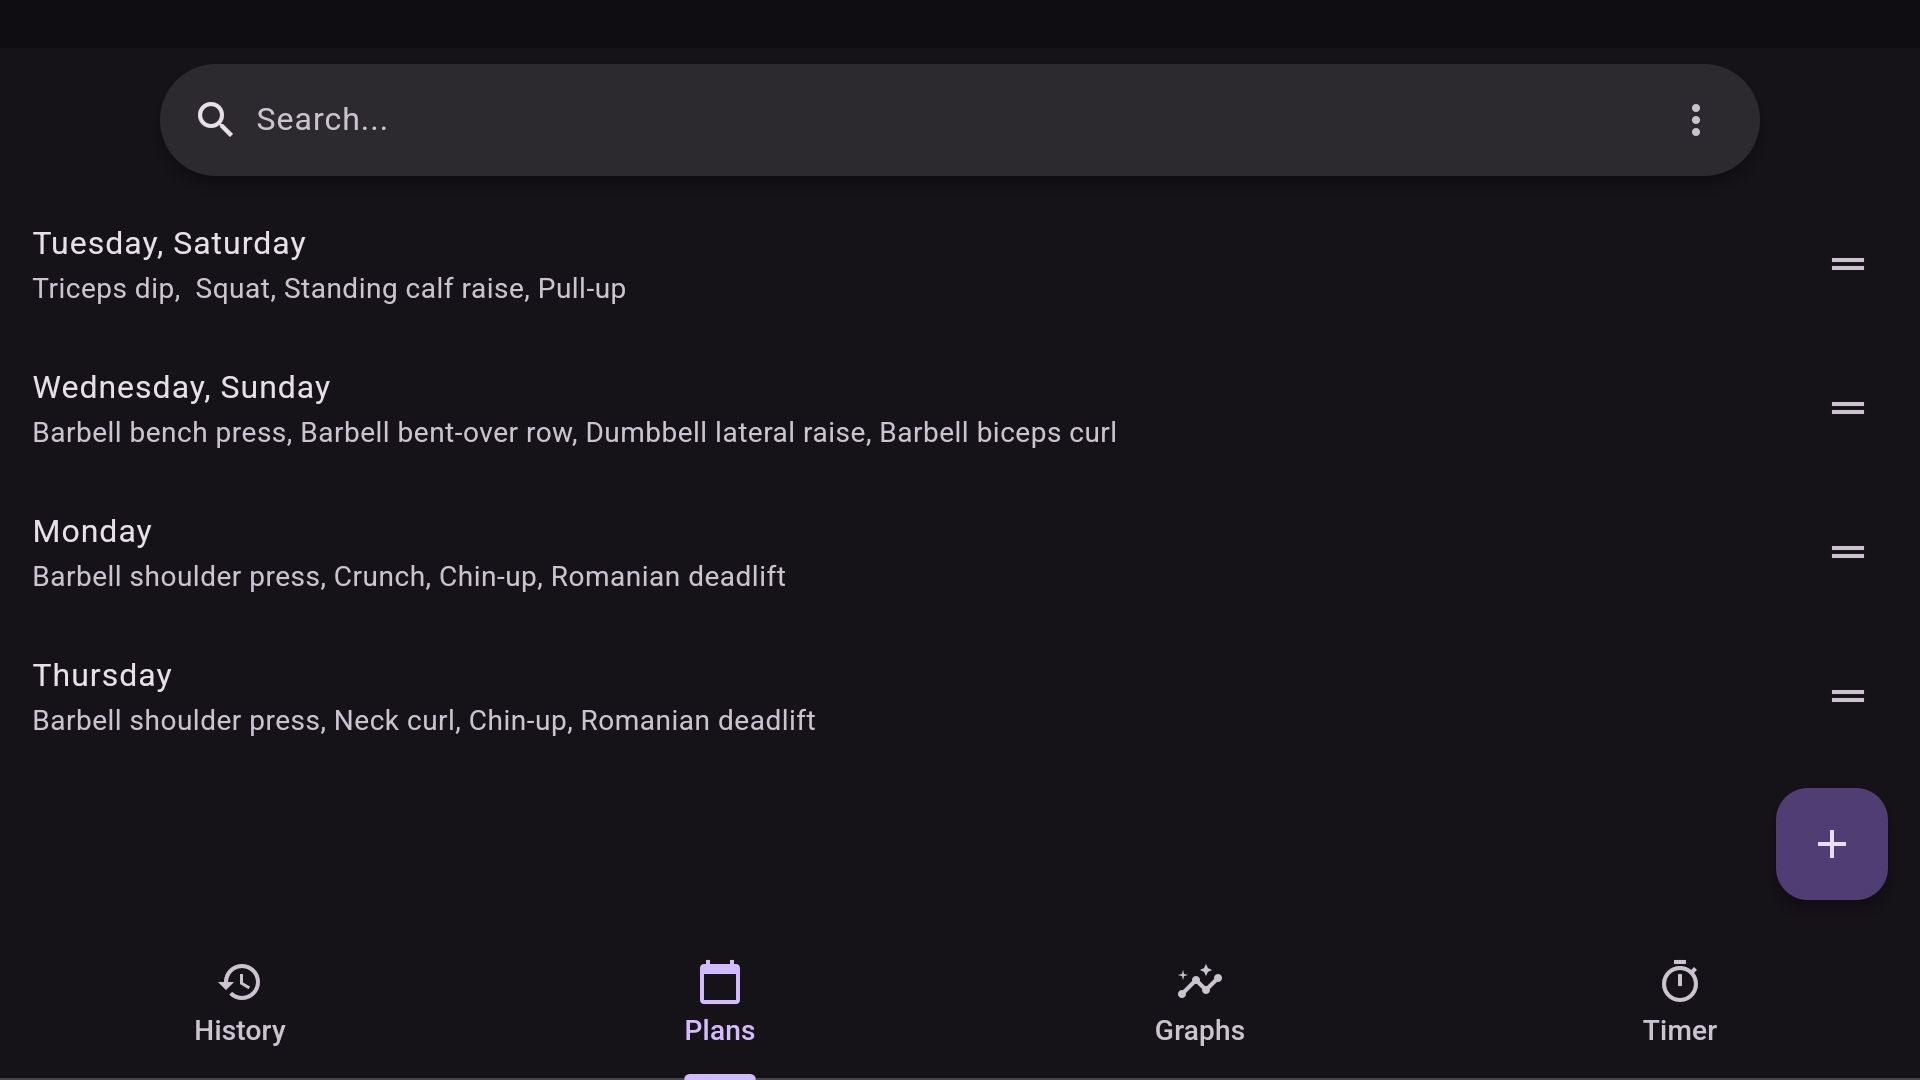 Search...
Tuesday, Saturday
Triceps dip,  Squat, Standing calf raise, Pull-up
Wednesday, Sunday
Barbell bench press, Barbell bent-over row, Dumbbell lateral raise, Barbell biceps curl
Monday
Barbell shoulder press, Crunch, Chin-up, Romanian deadlift
Thursday
Barbell shoulder press, Neck curl, Chin-up, Romanian deadlift
History
Plans
Graphs
Timer